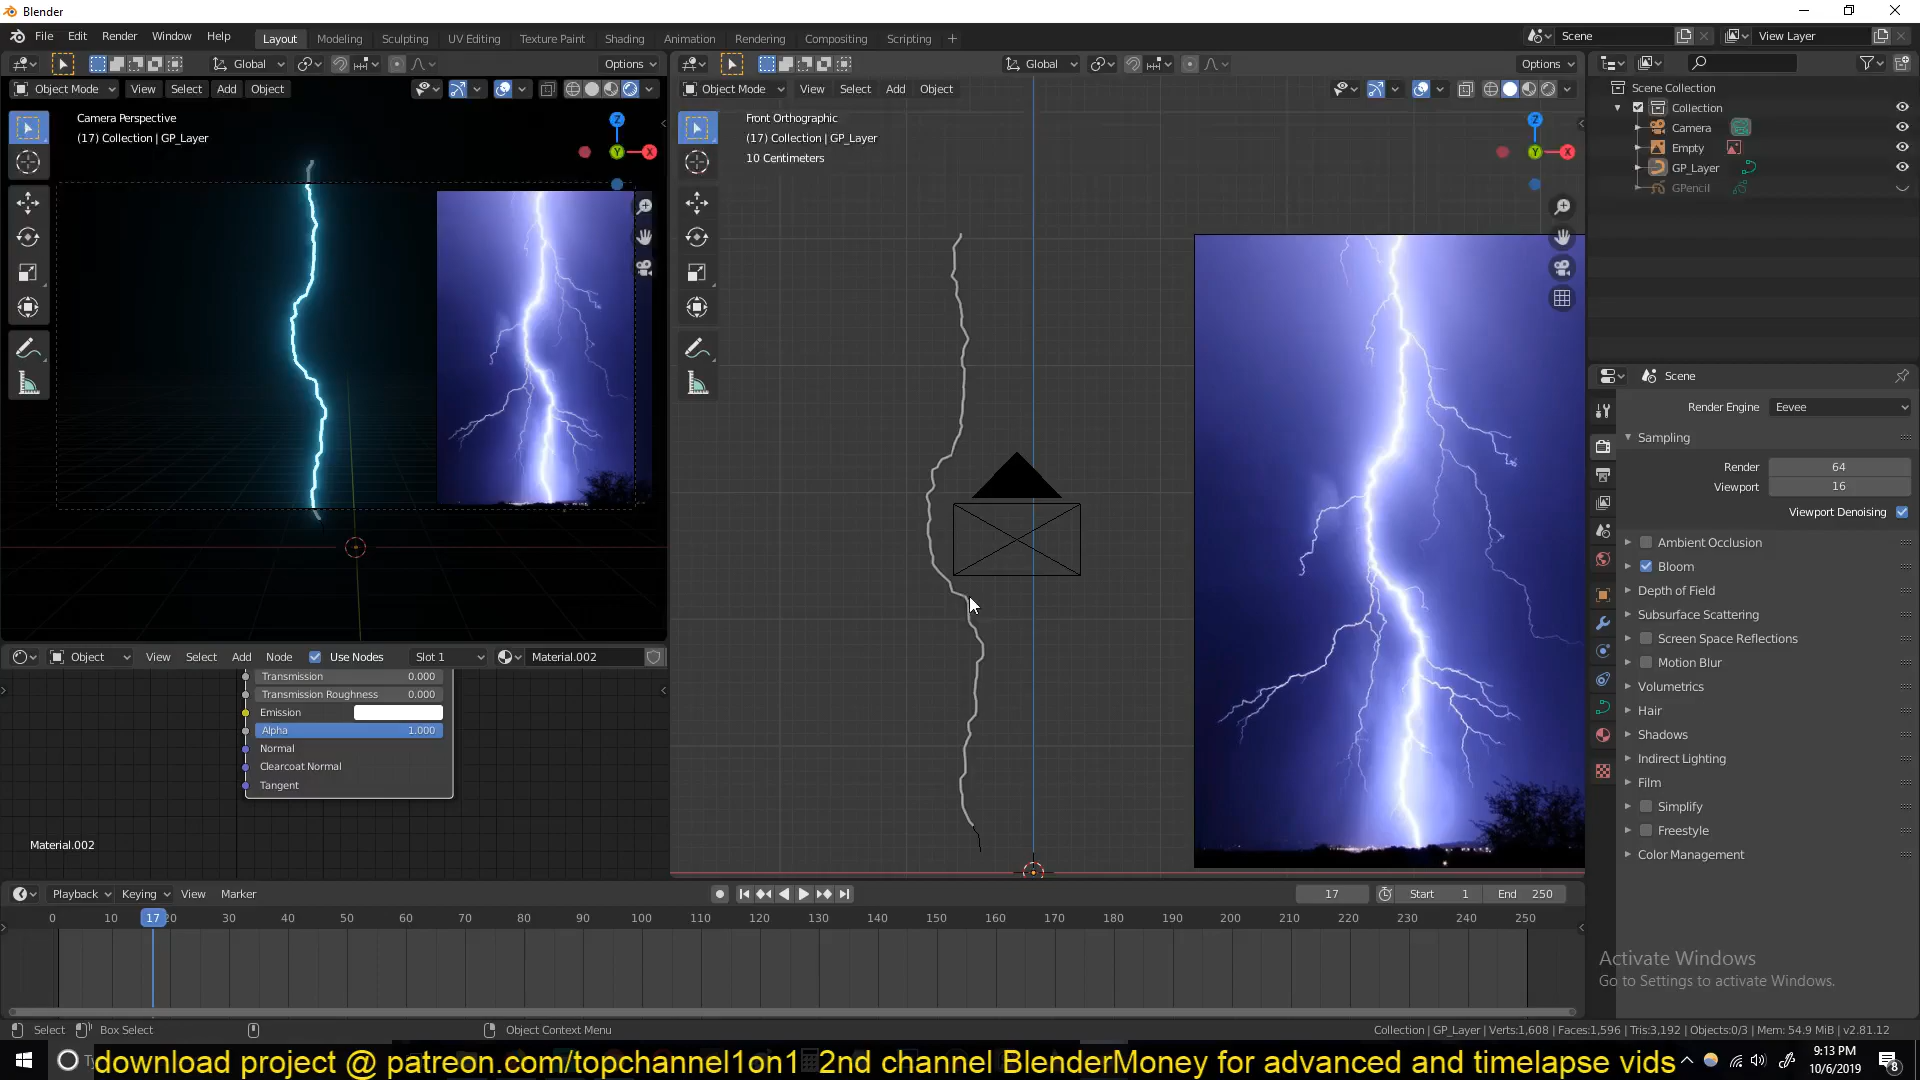 Blender
File Edit Render Window Help
Layout Modeling Sculpting UV Editing Texture Paint Shading Animation Rendering Compositing Scripting +
Scene
View Layer
Global
Options
Global
Options
Object Mode View Select Add Object
Object Mode View Select Add Object
Camera Perspective
(17) Collection | GP_Layer
Front Orthographic
(17) Collection | GP_Layer
10 Centimeters
Z
Y
X
Z
Y
X
Scene Collection
Collection
Camera
Empty
GP_Layer
GPencil
Scene
Render Engine Eevee
Sampling
Render 64
Viewport 16
Viewport Denoising
Ambient Occlusion
Bloom
Depth of Field
Subsurface Scattering
Screen Space Reflections
Motion Blur
Volumetrics
Hair
Shadows
Indirect Lighting
Film
Simplify
Freestyle
Color Management
Object View Select Add Node Use Nodes Slot 1 Material.002
Transmission 0.000
Transmission Roughness 0.000
Emission
Alpha 1.000
Normal
Clearcoat Normal
Tangent
Material.002
Playback Keying View Marker
17 Start 1 End 250
0 10 17 20 30 40 50 60 70 80 90 100 110 120 130 140 150 160 170 180 190 200 210 220 230 240 250
Activate Windows
Go to Settings to activate Windows.
Select Box Select Object Context Menu
Collection | GP_Layer | Verts:1,608 | Faces:1,596 | Tris:3,192 | Objects:0/3 | Mem: 54.9 MiB | v2.81.12
download project @ patreon.com/topchannel1on1 2nd channel BlenderMoney for advanced and timelapse vids
9:13 PM
10/6/2019
8